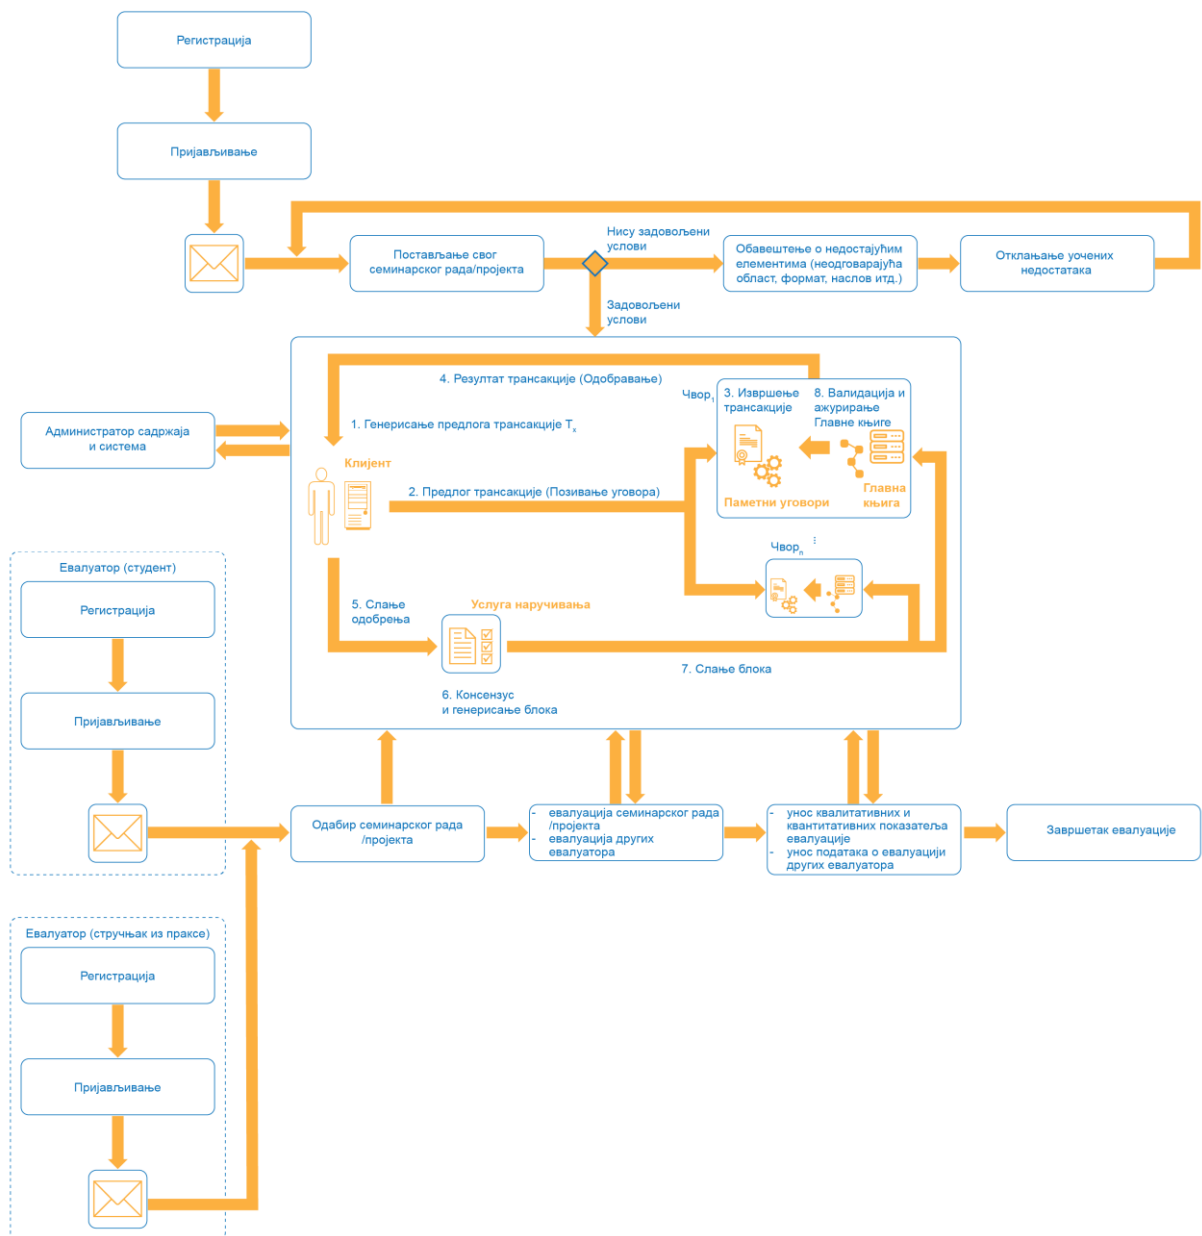 Регистрација
Пријављивање
Постављање свог
семинарског рада/пројекта
Нису задовољени
услови
Обавештење о недостајућим
елементима (неодговарајућа
област, формат, наслов итд.)
Отклањање уочених
недостатака
Задовољени
услови
4. Резултат трансакције (Одобравање)
Чвор₁
3. Извршење
трансакције
8. Валидација и
ажурирање
Главне књиге
1. Генерисање предлога трансакције Tₓ
Администратор садржаја
и система
Клијент
2. Предлог трансакције (Позивање уговора)
Паметни уговори
Главна
књига
Чворₙ
⋮
Евалуатор (студент)
Регистрација
Пријављивање
5. Слање
одобрења
Услуга наручивања
7. Слање блока
6. Консензус
и генерисање блока
Одабир семинарског рада
/пројекта
- евалуација семинарског рада
/пројекта
- евалуација других
евалуатора
- унос квалитативних и
квантитативних показатеља
евалуације
- унос података о евалуацији
других евалуатора
Завршетак евалуације
Евалуатор (стручњак из праксе)
Регистрација
Пријављивање